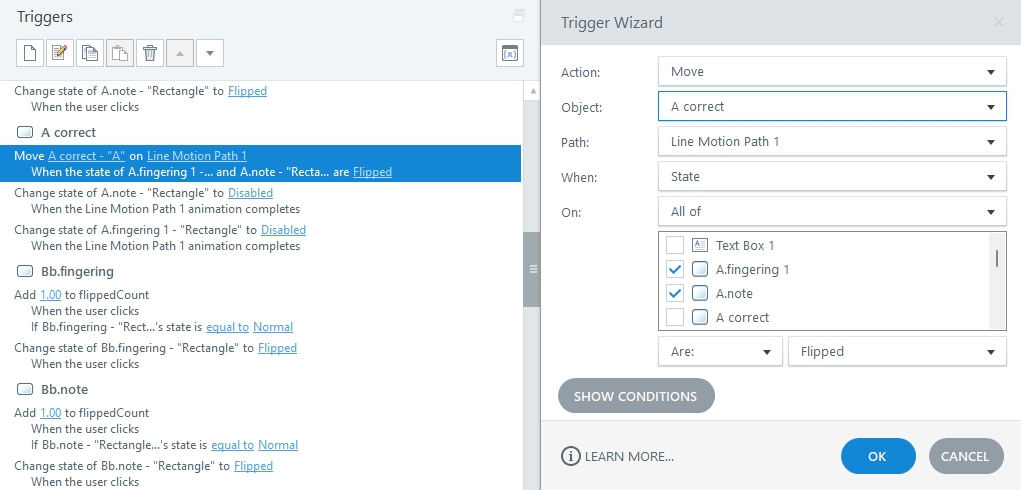 Triggers
Change state of A.note - "Rectangle" to Flipped
When the user clicks
A correct
Move A correct - "A" on Line Motion Path 1
When the state of A.fingering 1 -... and A.note - "Recta... are Flipped
Change state of A.note - "Rectangle" to Disabled
When the Line Motion Path 1 animation completes
Change state of A.fingering 1 - "Rectangle" to Disabled
When the Line Motion Path 1 animation completes
Bb.fingering
Add 1.00 to flippedCount
When the user clicks
If Bb.fingering - "Rect...'s state is equal to Normal
Change state of Bb.fingering - "Rectangle" to Flipped
When the user clicks
Bb.note
Add 1.00 to flippedCount
When the user clicks
If Bb.note - "Rectangle...'s state is equal to Normal
Change state of Bb.note - "Rectangle" to Flipped
When the user clicks
Trigger Wizard
Action: Move
Object: A correct
Path: Line Motion Path 1
When: State
On: All of
Text Box 1
A.fingering 1
A.note
A correct
Are: Flipped
SHOW CONDITIONS
LEARN MORE... OK CANCEL